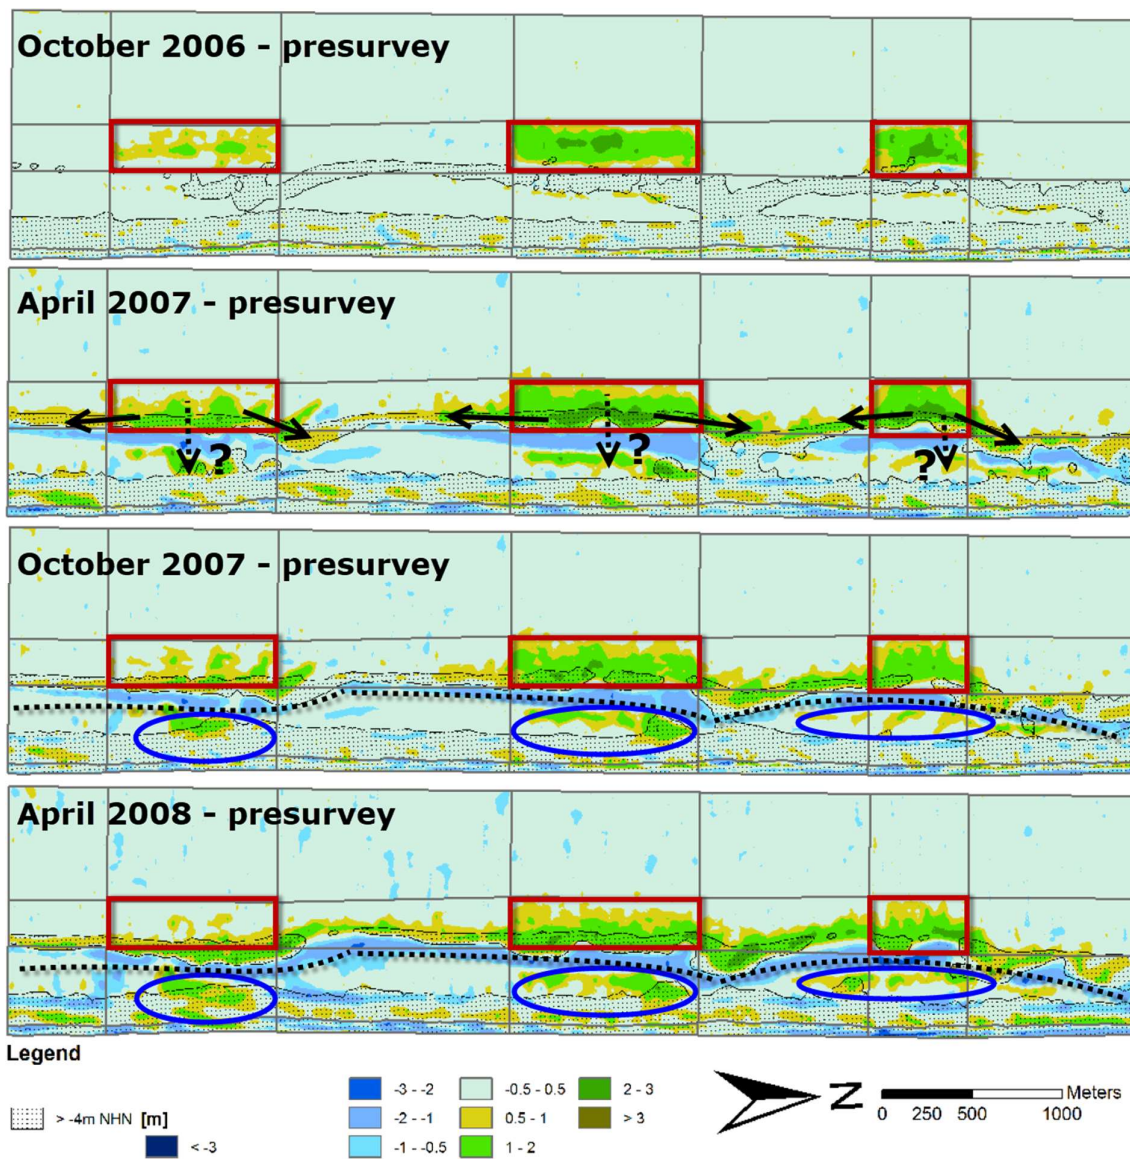 October 2006 - presurvey
April 2007 - presurvey
?
?
?
October 2007 - presurvey
April 2008 - presurvey
Legend
> -4m NHN [m]
< -3
-3 - -2
-2 - -1
-1 - -0.5
-0.5 - 0.5
0.5 - 1
1 - 2
2 - 3
> 3
N
Meters
0 250 500 1000